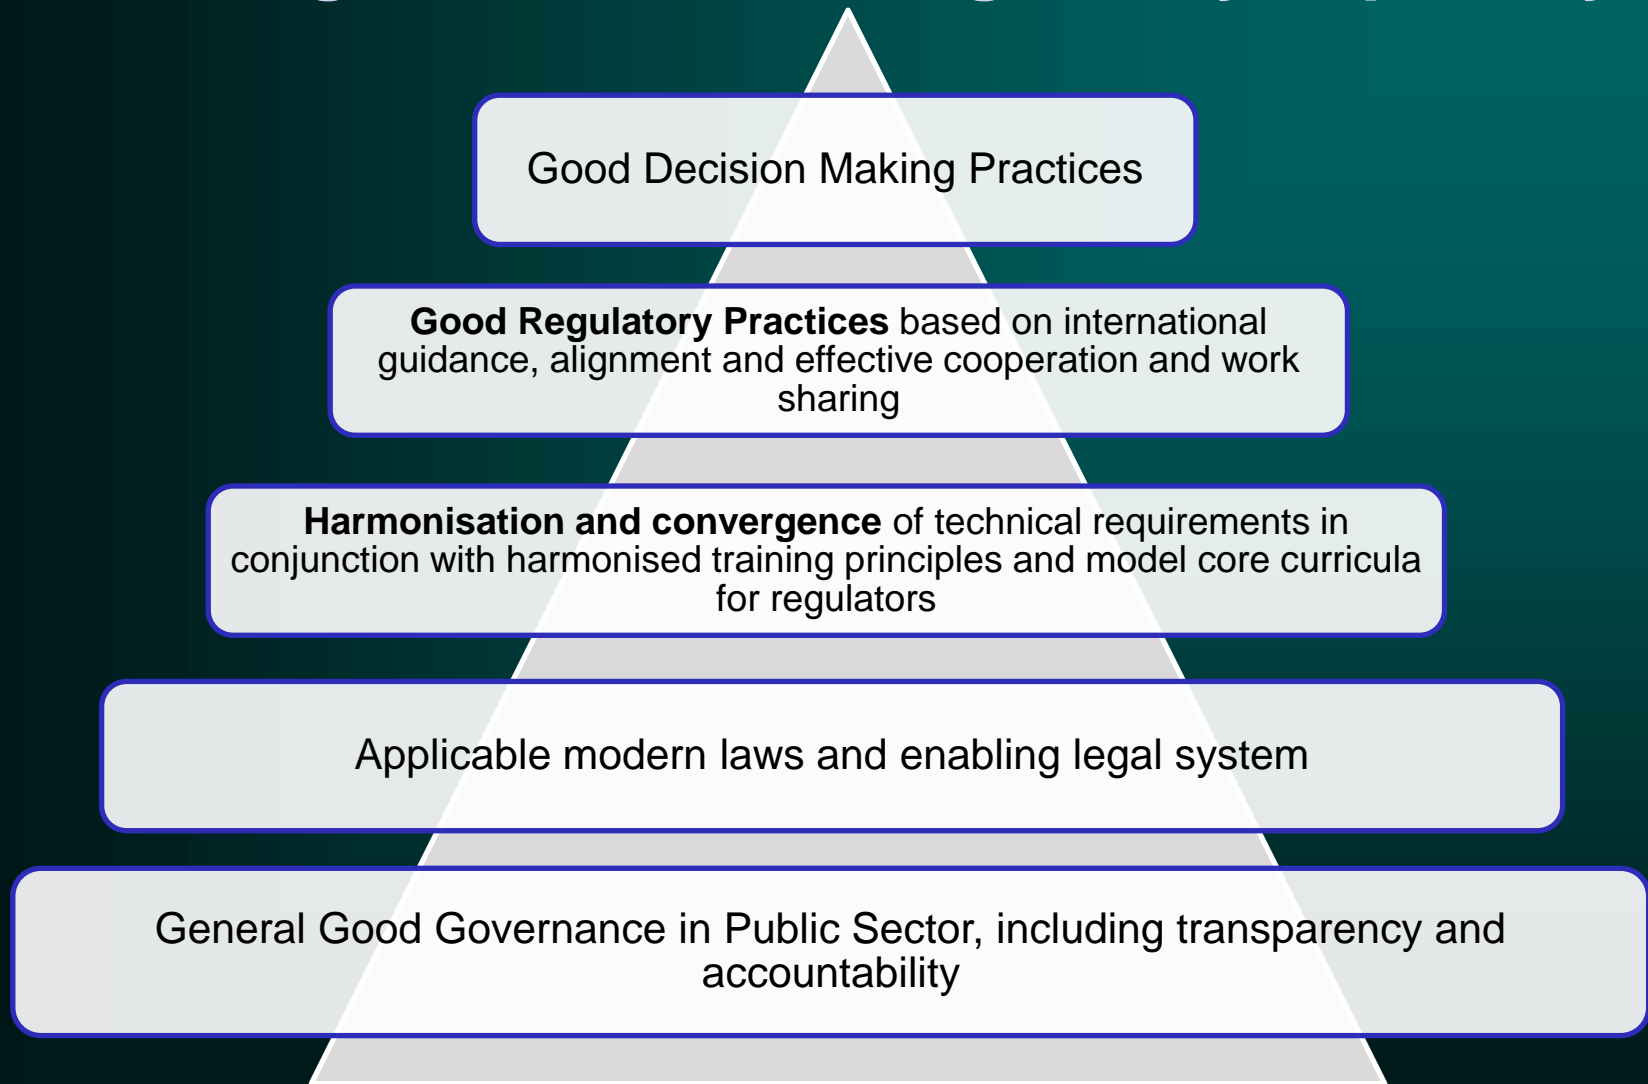 Good Decision Making Practices
Good Regulatory Practices based on international
guidance, alignment and effective cooperation and work
sharing
Harmonisation and convergence of technical requirements in
conjunction with harmonised training principles and model core curricula
for regulators
Applicable modern laws and enabling legal system
General Good Governance in Public Sector, including transparency and
accountability